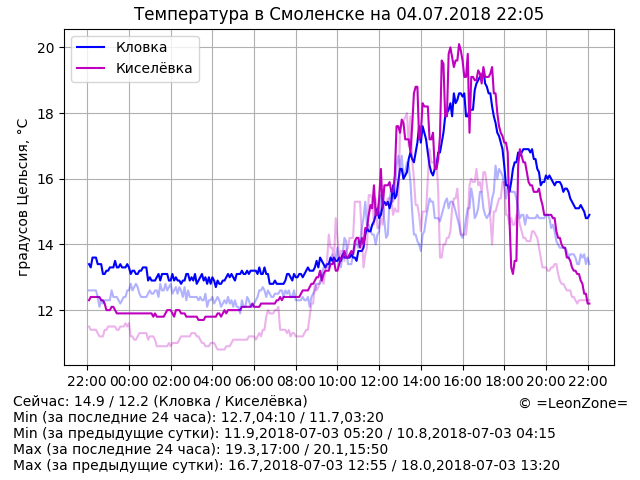 Температура в Смоленске на 04.07.2018 22:05
градусов Цельсия, °C
20
18
16
14
12
Кловка
Киселёвка
22:00 00:00 02:00 04:00 06:00 08:00 10:00 12:00 14:00 16:00 18:00 20:00 22:00
Сейчас: 14.9 / 12.2 (Кловка / Киселёвка)
© =LeonZone=
Min (за последние 24 часа): 12.7,04:10 / 11.7,03:20
Min (за предыдущие сутки): 11.9,2018-07-03 05:20 / 10.8,2018-07-03 04:15
Max (за последние 24 часа): 19.3,17:00 / 20.1,15:50
Max (за предыдущие сутки): 16.7,2018-07-03 12:55 / 18.0,2018-07-03 13:20